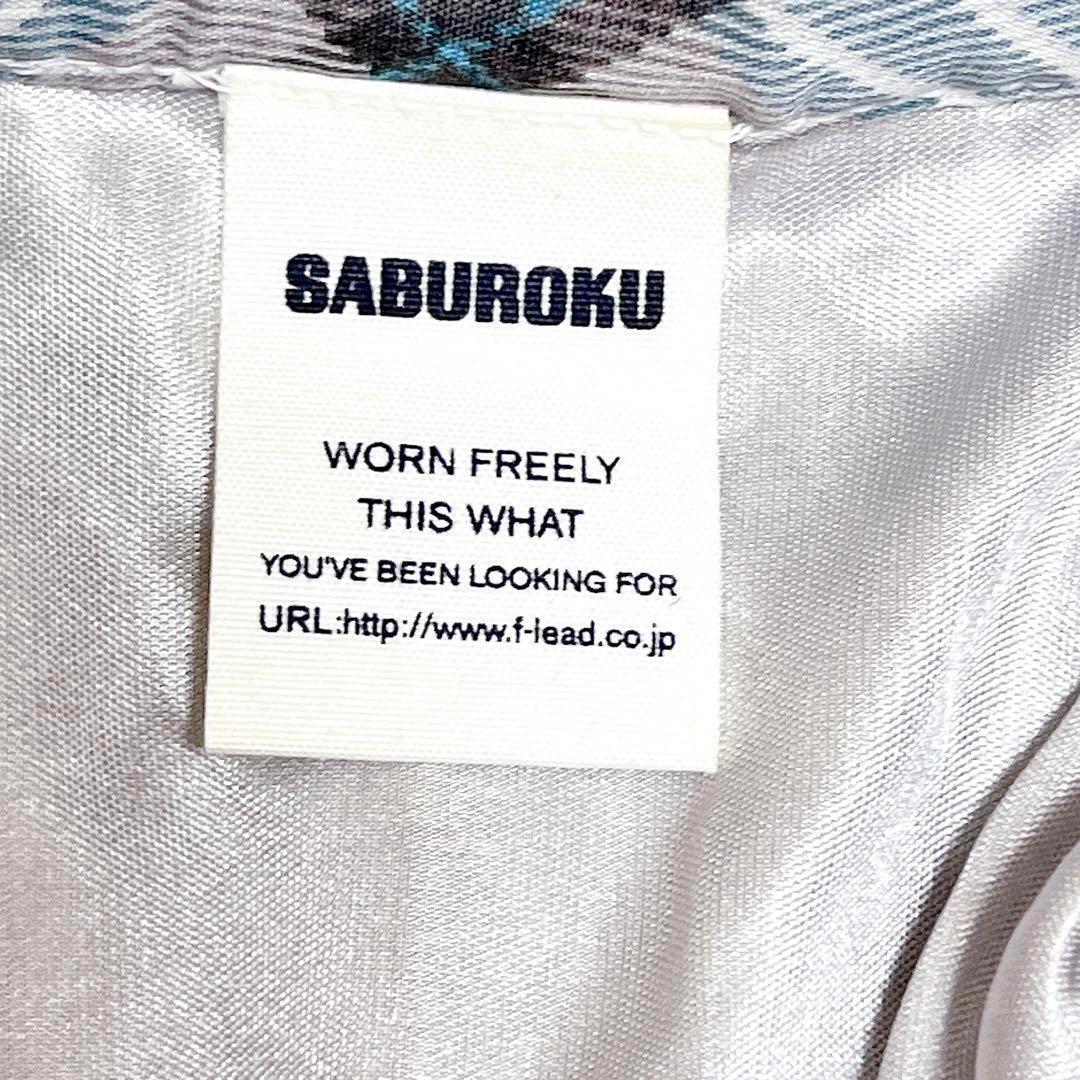 SABUROKU
WORN FREELY
THIS WHAT
YOU'VE BEEN LOOKING FOR
URL:http://www.f-lead.co.jp